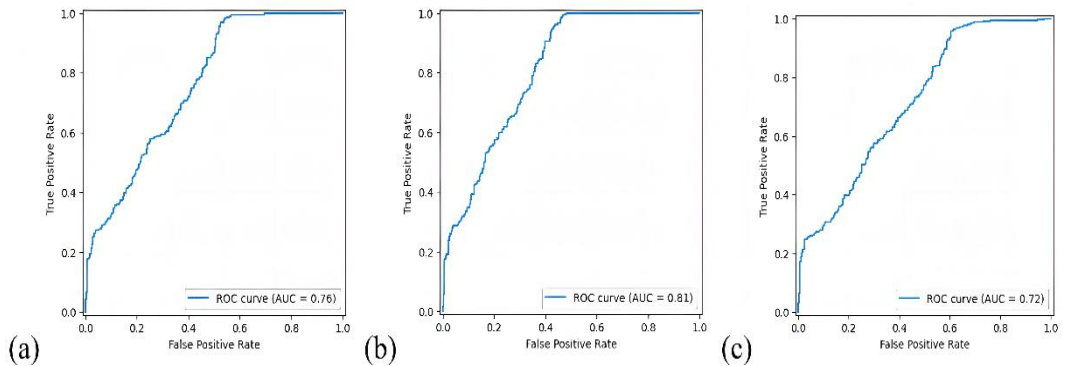 1.0
0.8
0.6
0.4
0.2
0.0
True Positive Rate
ROC curve (AUC = 0.76)
0.0 0.2 0.4 0.6 0.8 1.0
False Positive Rate
(a)
1.0
0.8
0.6
0.4
0.2
0.0
True Positive Rate
ROC curve (AUC = 0.81)
0.0 0.2 0.4 0.6 0.8 1.0
False Positive Rate
(b)
1.0
0.8
0.6
0.4
0.2
0.0
True Positive Rate
ROC curve (AUC = 0.72)
0.0 0.2 0.4 0.6 0.8 1.0
False Positive Rate
(c)